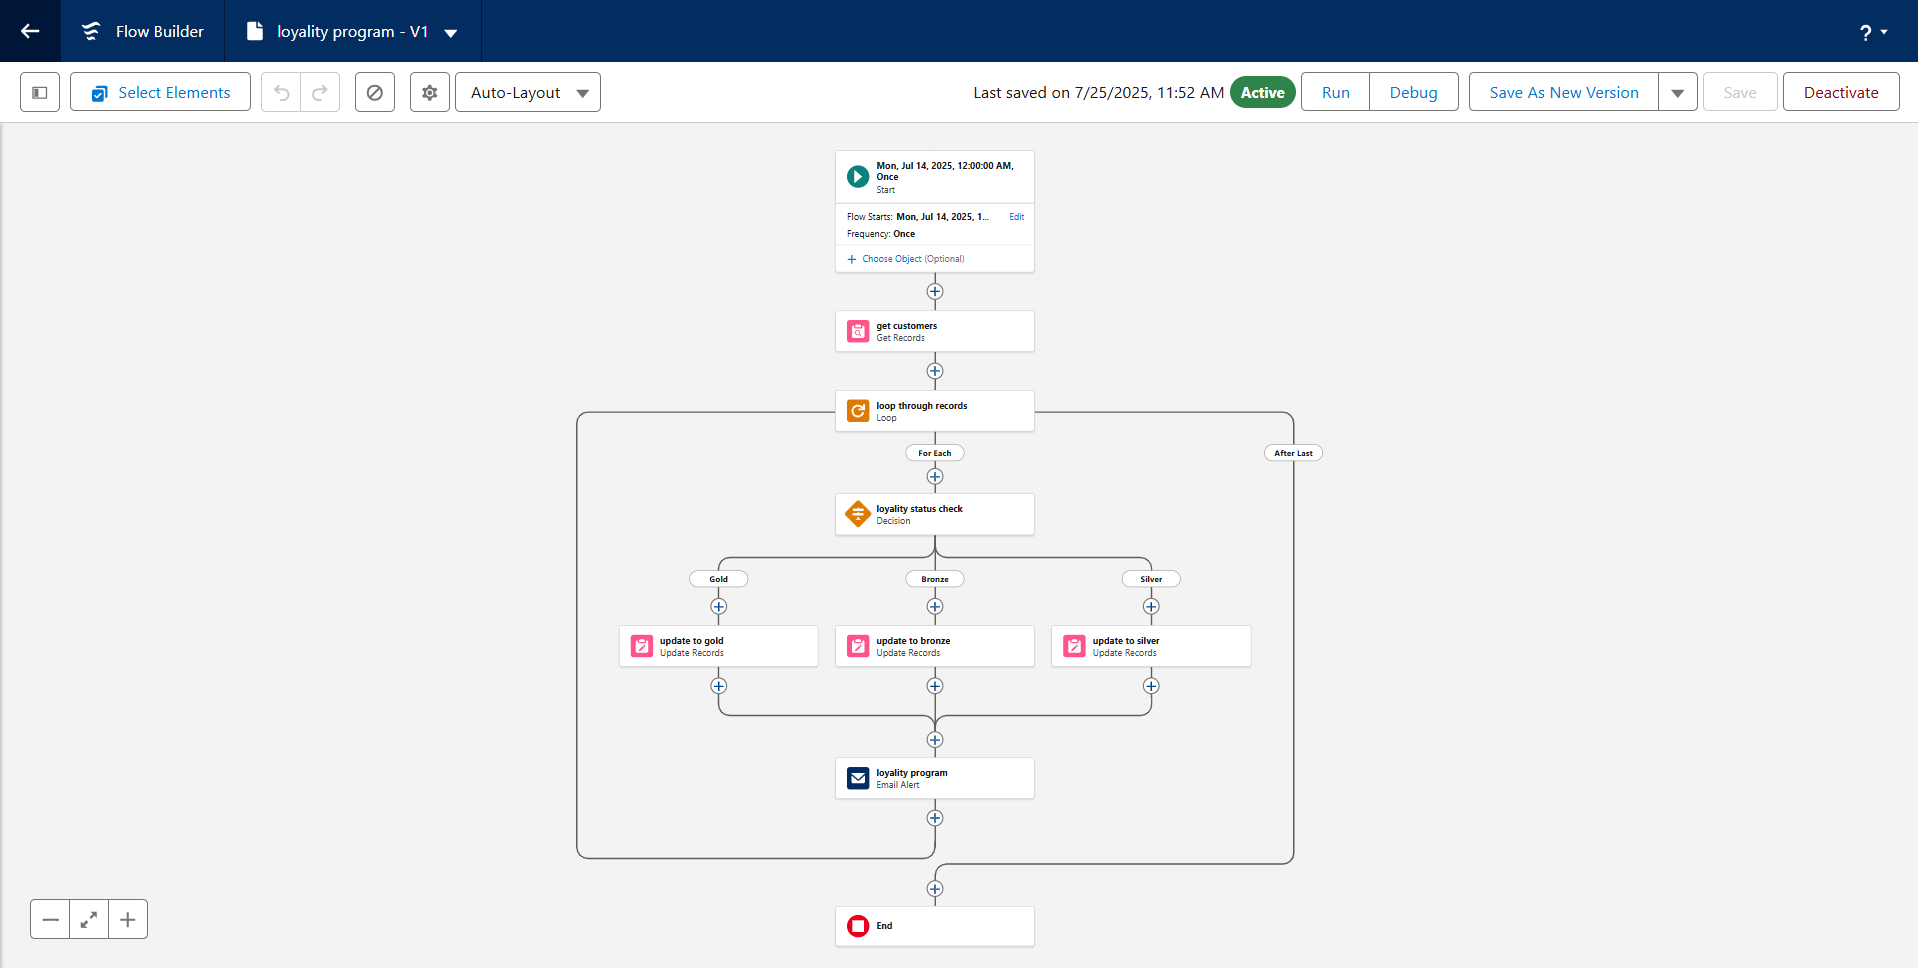 Flow Builder
loyality program - V1
?
Select Elements
Auto-Layout
Last saved on 7/25/2025, 11:52 AM
Active
Run
Debug
Save As New Version
Save
Deactivate
Mon, Jul 14, 2025, 12:00:00 AM,
Once
Start
Flow Starts: Mon, Jul 14, 2025, 1...
Edit
Frequency: Once
+ Choose Object (Optional)
get customers
Get Records
loop through records
Loop
For Each
After Last
loyality status check
Decision
Gold
Bronze
Silver
update to gold
Update Records
update to bronze
Update Records
update to silver
Update Records
loyality program
Email Alert
End